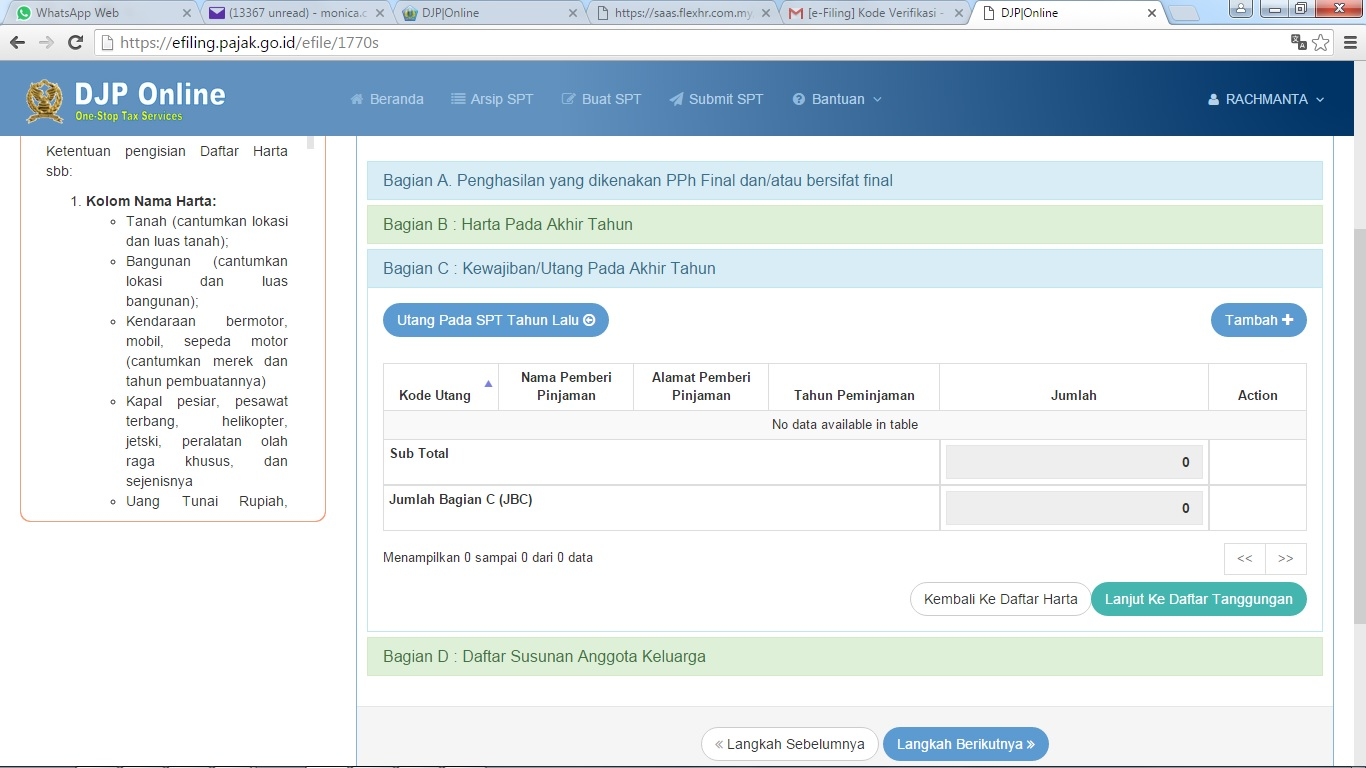 WhatsApp Web
(13367 unread) - monica.c
DJP|Online
https://saas.flexhr.com.my
[e-Filing] Kode Verifikasi -
DJP|Online
https://efiling.pajak.go.id/efile/1770s
DJP Online
One-Stop Tax Services
Beranda
Arsip SPT
Buat SPT
Submit SPT
Bantuan
RACHMANTA
Ketentuan pengisian Daftar Harta
sbb:
1. Kolom Nama Harta:
Tanah (cantumkan lokasi
dan luas tanah);
Bangunan (cantumkan
lokasi dan luas
bangunan);
Kendaraan bermotor,
mobil, sepeda motor
(cantumkan merek dan
tahun pembuatannya)
Kapal pesiar, pesawat
terbang, helikopter,
jetski, peralatan olah
raga khusus, dan
sejenisnya
Uang Tunai Rupiah,
Bagian A. Penghasilan yang dikenakan PPh Final dan/atau bersifat final
Bagian B : Harta Pada Akhir Tahun
Bagian C : Kewajiban/Utang Pada Akhir Tahun
Utang Pada SPT Tahun Lalu
Tambah +
Kode Utang
Nama Pemberi
Pinjaman
Alamat Pemberi
Pinjaman
Tahun Peminjaman
Jumlah
Action
No data available in table
Sub Total
0
Jumlah Bagian C (JBC)
0
Menampilkan 0 sampai 0 dari 0 data
<<
>>
Kembali Ke Daftar Harta
Lanjut Ke Daftar Tanggungan
Bagian D : Daftar Susunan Anggota Keluarga
« Langkah Sebelumnya
Langkah Berikutnya »